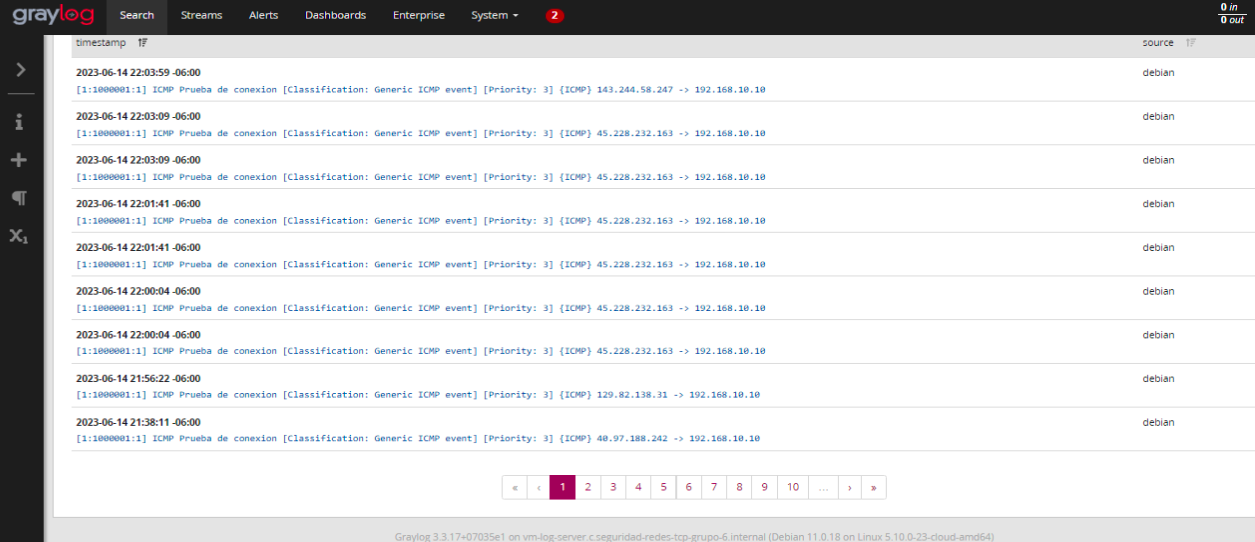 graylog Search Streams Alerts Dashboards Enterprise System 2 0 in
0 out
timestamp source
2023-06-14 22:03:59 -06:00 debian
[1:1000001:1] ICMP Prueba de conexion [Classification: Generic ICMP event] [Priority: 3] {ICMP} 143.244.58.247 -> 192.168.10.10
2023-06-14 22:03:09 -06:00 debian
[1:1000001:1] ICMP Prueba de conexion [Classification: Generic ICMP event] [Priority: 3] {ICMP} 45.228.232.163 -> 192.168.10.10
2023-06-14 22:03:09 -06:00 debian
[1:1000001:1] ICMP Prueba de conexion [Classification: Generic ICMP event] [Priority: 3] {ICMP} 45.228.232.163 -> 192.168.10.10
2023-06-14 22:01:41 -06:00 debian
[1:1000001:1] ICMP Prueba de conexion [Classification: Generic ICMP event] [Priority: 3] {ICMP} 45.228.232.163 -> 192.168.10.10
2023-06-14 22:01:41 -06:00 debian
[1:1000001:1] ICMP Prueba de conexion [Classification: Generic ICMP event] [Priority: 3] {ICMP} 45.228.232.163 -> 192.168.10.10
2023-06-14 22:00:04 -06:00 debian
[1:1000001:1] ICMP Prueba de conexion [Classification: Generic ICMP event] [Priority: 3] {ICMP} 45.228.232.163 -> 192.168.10.10
2023-06-14 22:00:04 -06:00 debian
[1:1000001:1] ICMP Prueba de conexion [Classification: Generic ICMP event] [Priority: 3] {ICMP} 45.228.232.163 -> 192.168.10.10
2023-06-14 21:56:22 -06:00 debian
[1:1000001:1] ICMP Prueba de conexion [Classification: Generic ICMP event] [Priority: 3] {ICMP} 129.82.138.31 -> 192.168.10.10
2023-06-14 21:38:11 -06:00 debian
[1:1000001:1] ICMP Prueba de conexion [Classification: Generic ICMP event] [Priority: 3] {ICMP} 40.97.188.242 -> 192.168.10.10
« ‹ 1 2 3 4 5 6 7 8 9 10 ... › »
Graylog 3.3.17+07035e1 on vm-log-server.c.seguridad-redes-tcp-grupo-6.internal (Debian 11.0.18 on Linux 5.10.0-23-cloud-amd64)